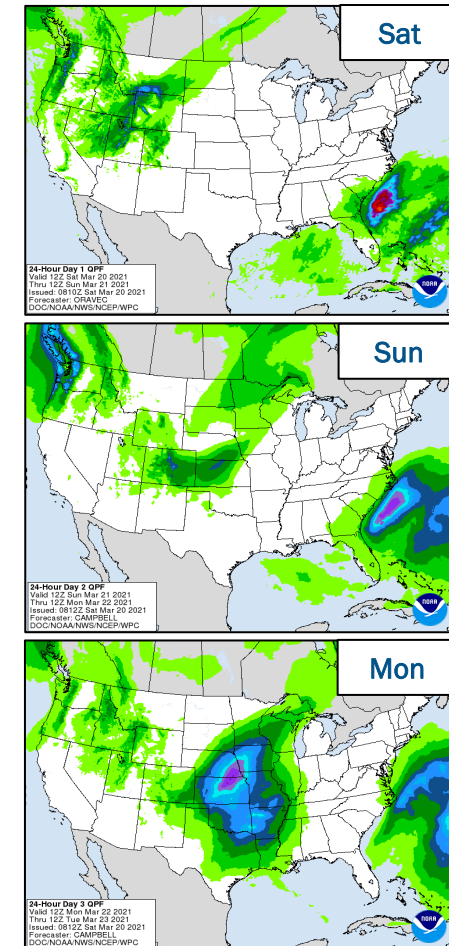 Sat
24-Hour Day 1 QPF
Valid 12Z Sat Mar 20 2021
Thru 12Z Sun Mar 21 2021
Issued: 0810Z Sat Mar 20 2021
Forecaster: ORAVEC
DOC/NOAA/NWS/NCEP/WPC
NOAA
Sun
24-Hour Day 2 QPF
Valid 12Z Sun Mar 21 2021
Thru 12Z Mon Mar 22 2021
Issued: 0812Z Sat Mar 20 2021
Forecaster: CAMPBELL
DOC/NOAA/NWS/NCEP/WPC
NOAA
Mon
24-Hour Day 3 QPF
Valid 12Z Mon Mar 22 2021
Thru 12Z Tue Mar 23 2021
Issued: 0812Z Sat Mar 20 2021
Forecaster: CAMPBELL
DOC/NOAA/NWS/NCEP/WPC
NOAA